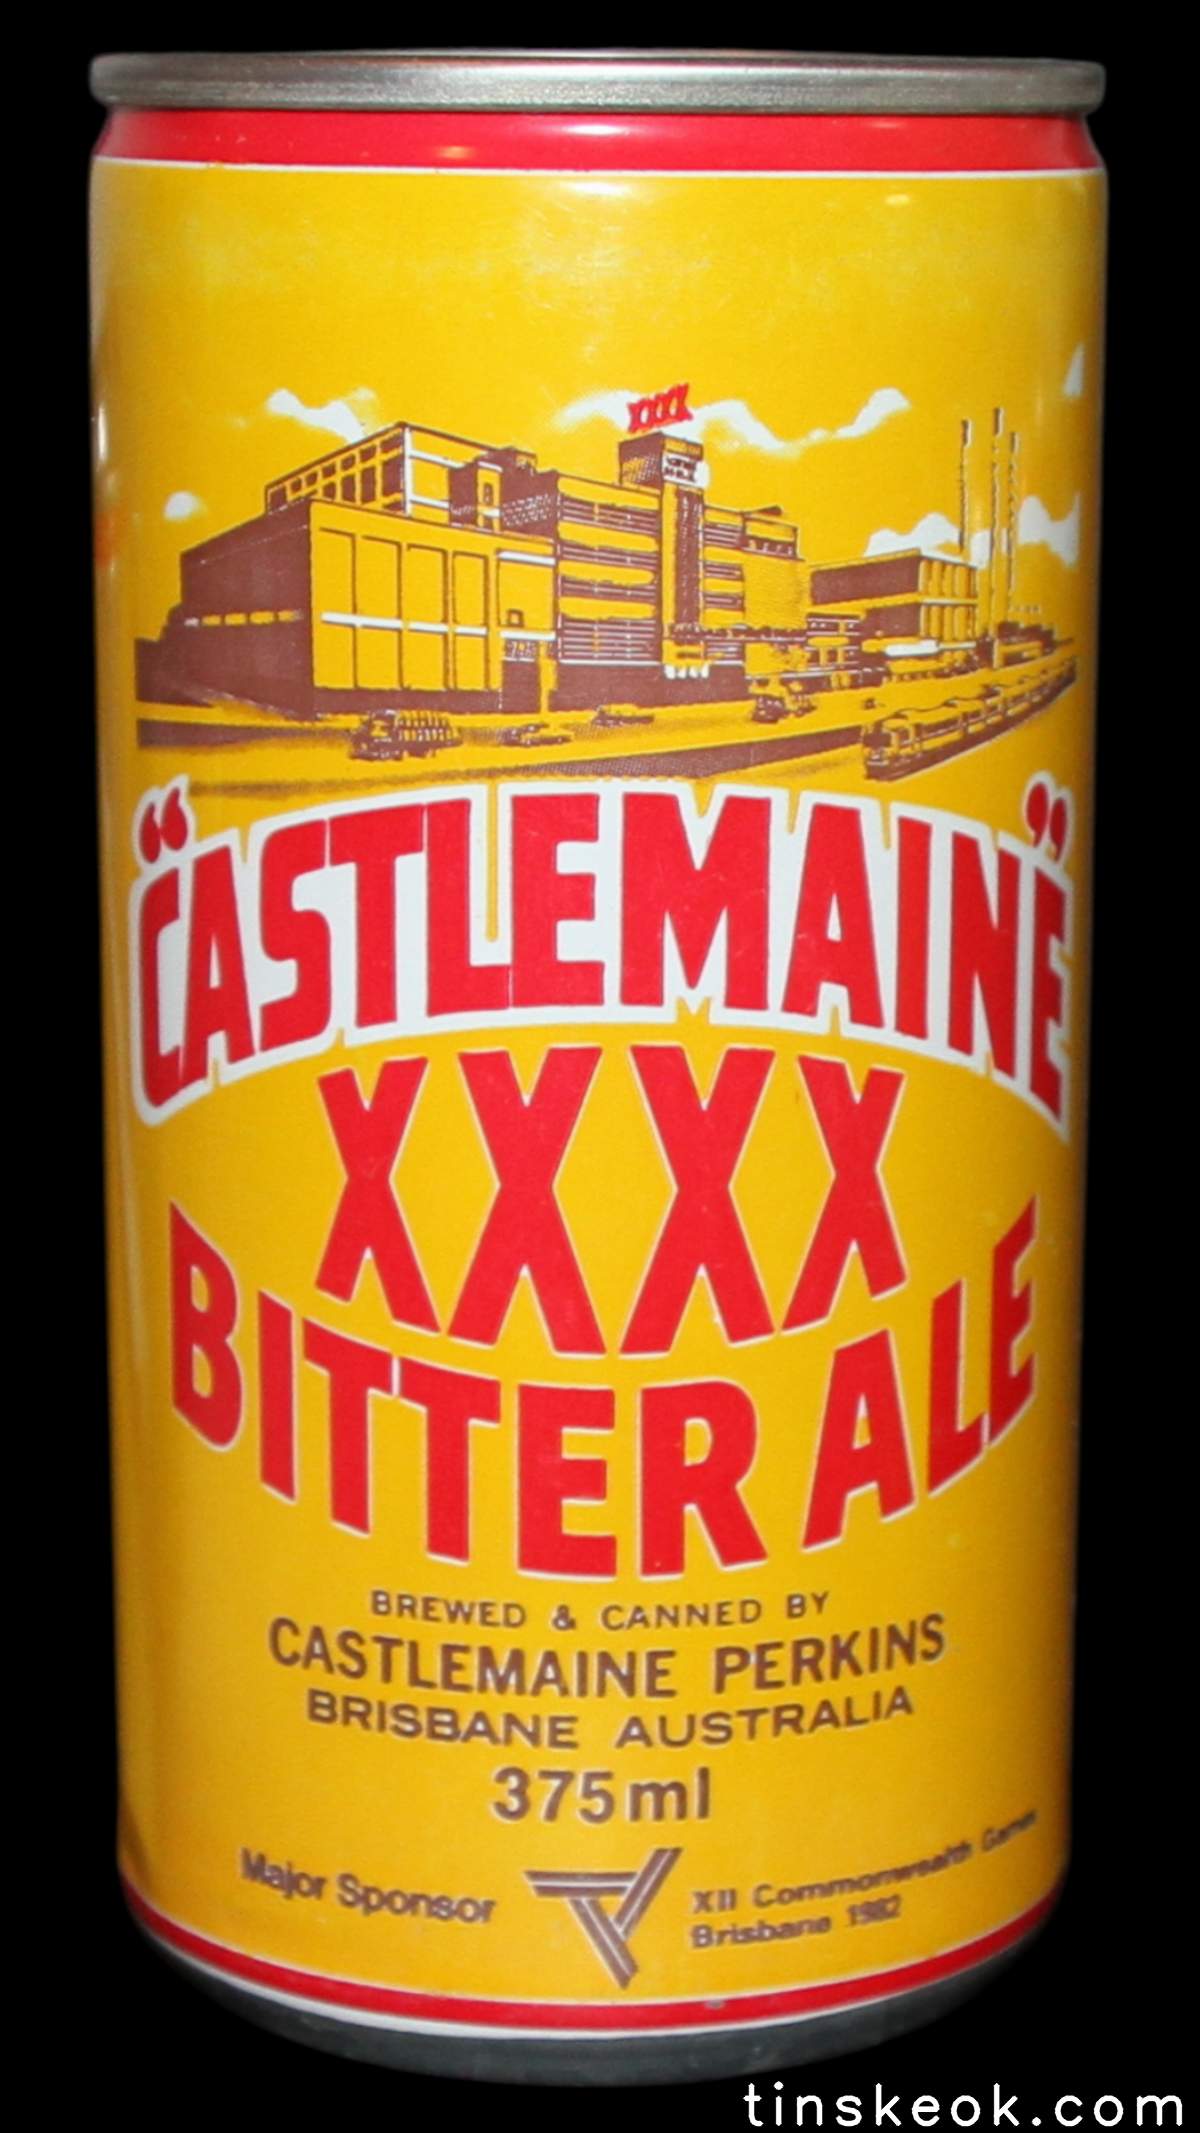 XXXX
“CASTLEMAINE”
XXXX
BITTER ALE
BREWED & CANNED BY
CASTLEMAINE PERKINS
BRISBANE AUSTRALIA
375ml
Major Sponsor
XII Commonwealth Games
Brisbane 1982
tinskeok.com